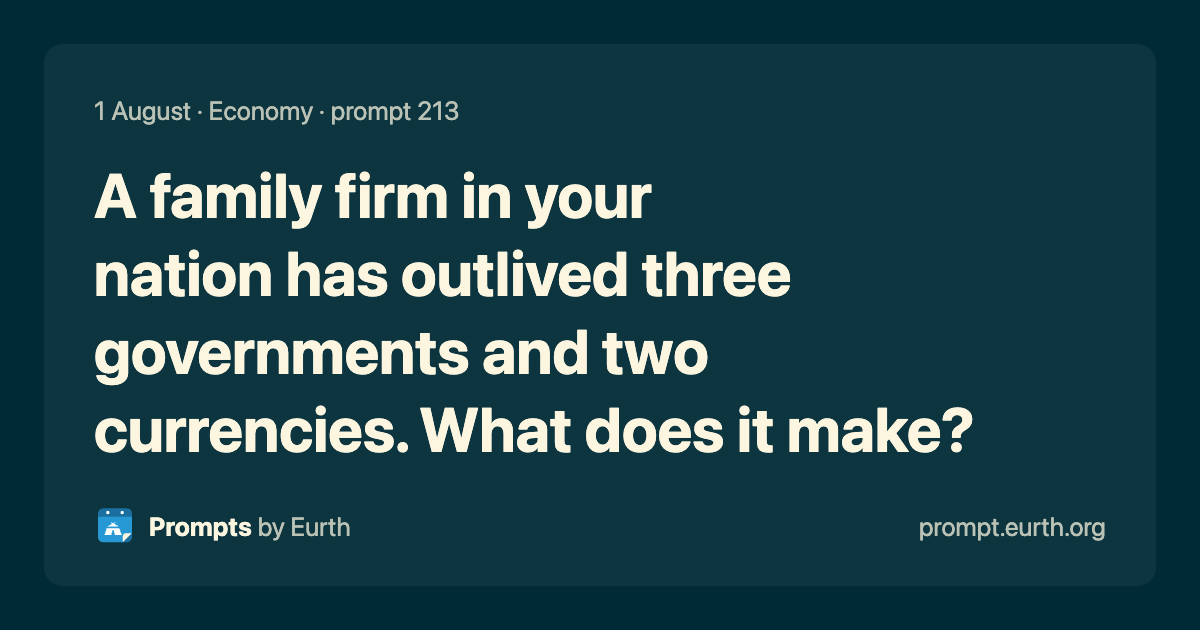 1 August · Economy · prompt 213
A family firm in your
nation has outlived three
governments and two
currencies. What does it make?
Prompts by Eurth
prompt.eurth.org